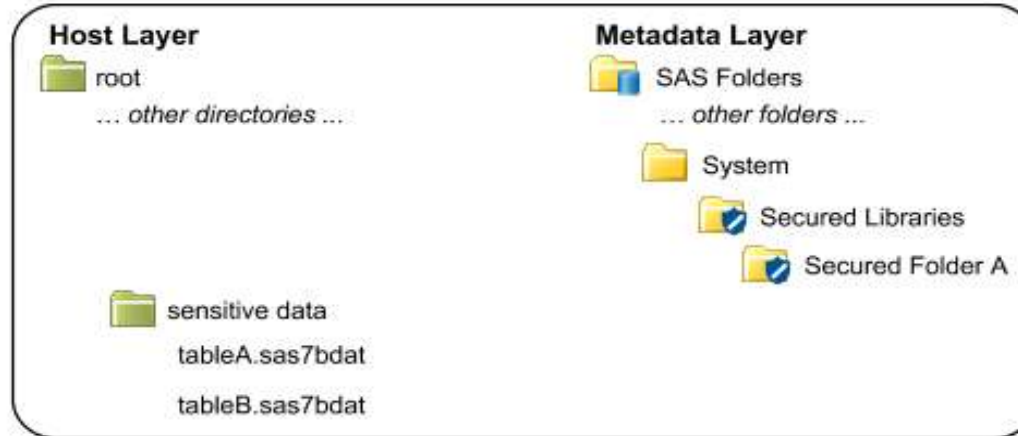 Host Layer
root
... other directories ...
sensitive data
tableA.sas7bdat
tableB.sas7bdat
Metadata Layer
SAS Folders
... other folders ...
System
Secured Libraries
Secured Folder A